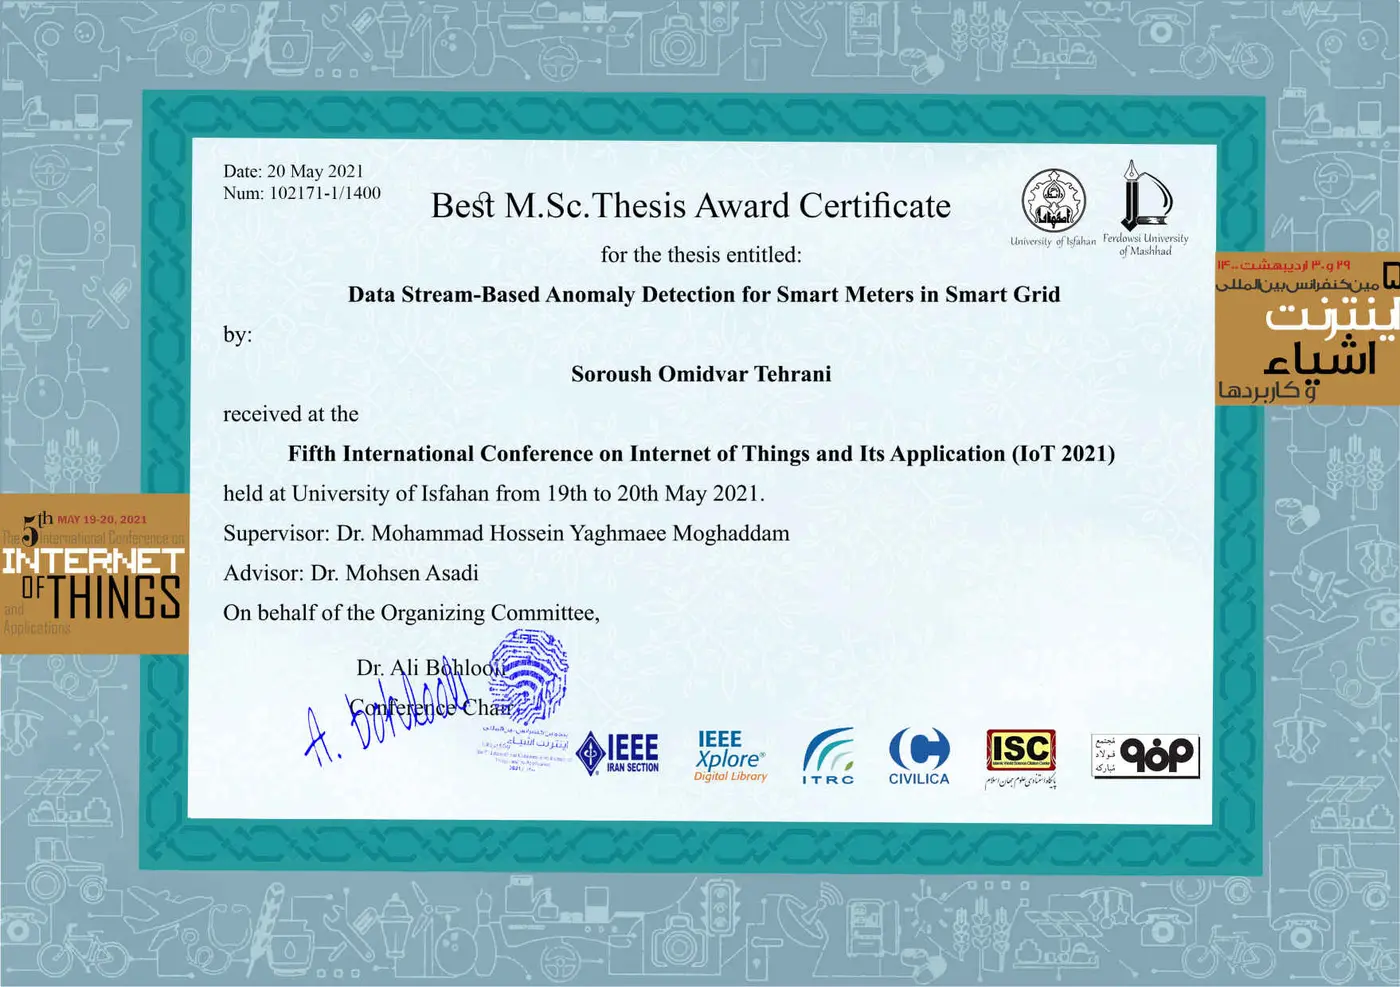 Date: 20 May 2021
Num: 102171-1/1400
Best M.Sc.Thesis Award Certificate
University of Isfahan
Ferdowsi University
of Mashhad
for the thesis entitled:
Data Stream-Based Anomaly Detection for Smart Meters in Smart Grid
by:
Soroush Omidvar Tehrani
received at the
Fifth International Conference on Internet of Things and Its Application (IoT 2021)
held at University of Isfahan from 19th to 20th May 2021.
Supervisor: Dr. Mohammad Hossein Yaghmaee Moghaddam
Advisor: Dr. Mohsen Asadi
On behalf of the Organizing Committee,
Dr. Ali Bohlooli
Conference Chair
A. Bohlooli
۲۹ و ۳۰ اردیبهشت ۱۴۰۰
۵مین کنفرانس بین‌المللی
اینترنت
اشیاء
و کاربردها
5th MAY 19-20, 2021
The International Conference on
INTERNET
OF THINGS
and
Applications
IEEE
IRAN SECTION
IEEE
Xplore®
Digital Library
ITRC
CIVILICA
ISC
پایگاه استنادی علوم جهان اسلام
مجتمع
فولاد
مبارکه